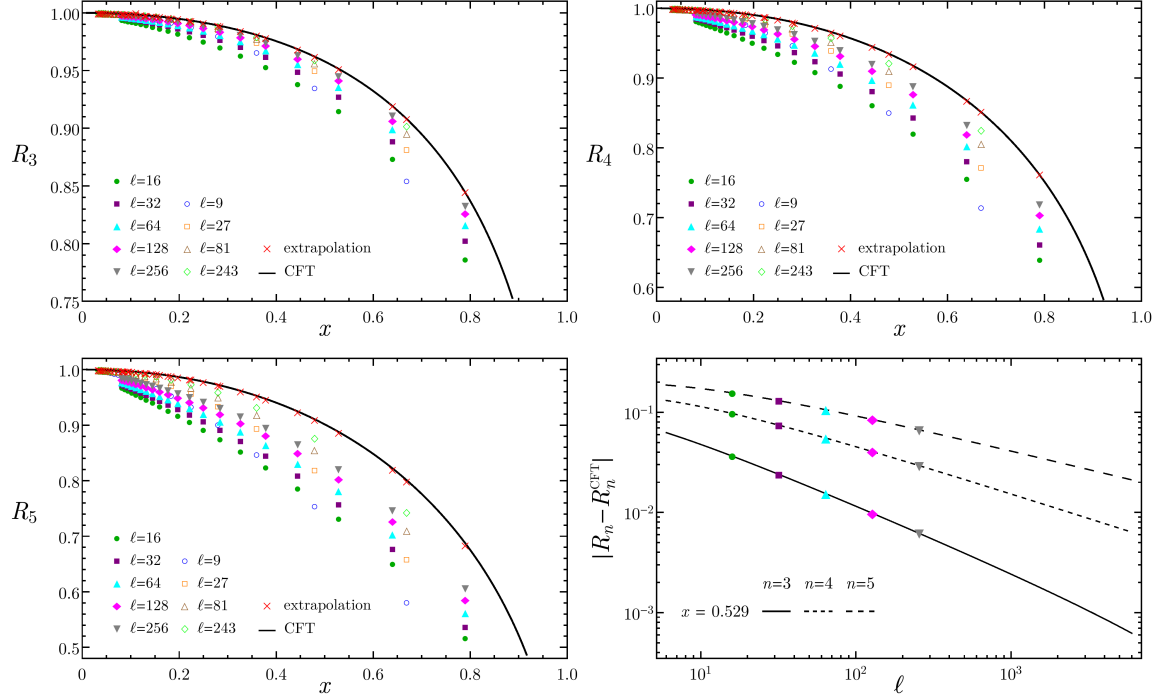 R₃
1.00
0.95
0.90
0.85
0.80
0.75
0 0.2 0.4 0.6 0.8 1.0
x
ℓ=16
ℓ=32 ℓ=9
ℓ=64 ℓ=27
ℓ=128 ℓ=81 extrapolation
ℓ=256 ℓ=243 CFT
R₄
1.0
0.9
0.8
0.7
0.6
0 0.2 0.4 0.6 0.8 1.0
x
ℓ=16
ℓ=32 ℓ=9
ℓ=64 ℓ=27
ℓ=128 ℓ=81 extrapolation
ℓ=256 ℓ=243 CFT
R₅
1.0
0.9
0.8
0.7
0.6
0.5
0 0.2 0.4 0.6 0.8 1.0
x
ℓ=16
ℓ=32 ℓ=9
ℓ=64 ℓ=27
ℓ=128 ℓ=81 extrapolation
ℓ=256 ℓ=243 CFT
|Rₙ−Rₙ^CFT|
10⁻¹
10⁻²
10⁻³
n=3 n=4 n=5
x = 0.529
10¹ 10² 10³
ℓ